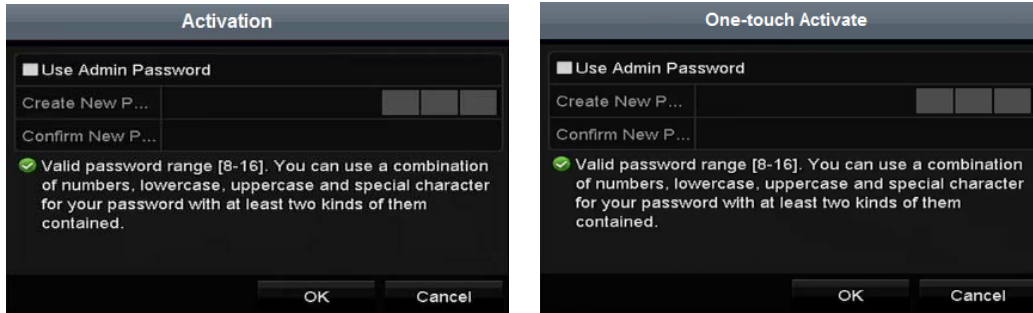 Activation
Use Admin Password
Create New P...
Confirm New P...
Valid password range [8-16]. You can use a combination
of numbers, lowercase, uppercase and special character
for your password with at least two kinds of them
contained.
OK
Cancel
One-touch Activate
Use Admin Password
Create New P...
Confirm New P...
Valid password range [8-16]. You can use a combination
of numbers, lowercase, uppercase and special character
for your password with at least two kinds of them
contained.
OK
Cancel